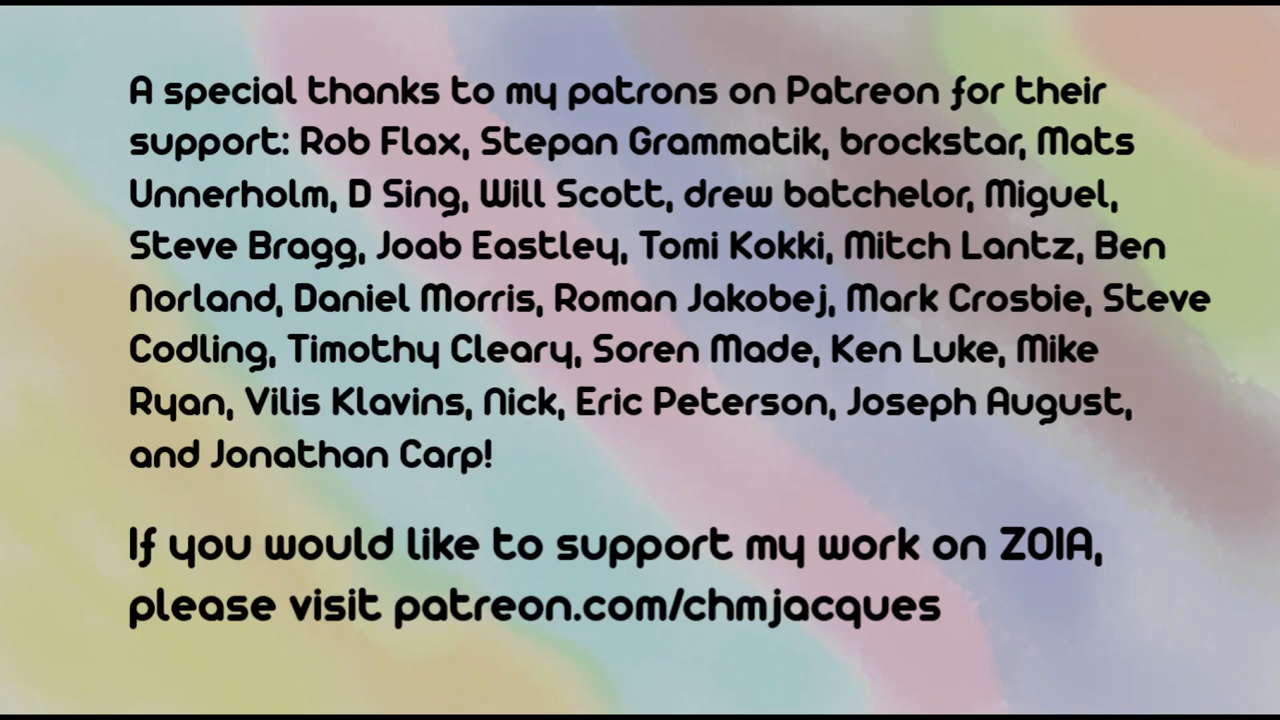 A special thanks to my patrons on Patreon for their
support: Rob Flax, Stepan Grammatik, brockstar, Mats
Unnerholm, D Sing, Will Scott, drew batchelor, Miguel,
Steve Bragg, Joab Eastley, Tomi Kokki, Mitch Lantz, Ben
Norland, Daniel Morris, Roman Jakobej, Mark Crosbie, Steve
Codling, Timothy Cleary, Soren Made, Ken Luke, Mike
Ryan, Vilis Klavins, Nick, Eric Peterson, Joseph August,
and Jonathan Carp!
If you would like to support my work on ZOIA,
please visit patreon.com/chmjacques